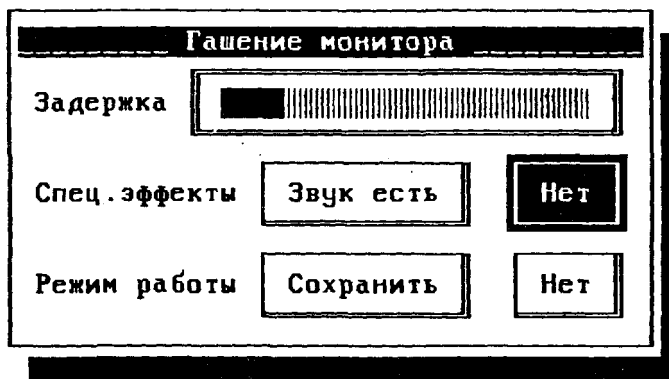 Гашение монитора
Задержка
Спец.эффекты Звук есть Нет
Режим работы Сохранить Нет